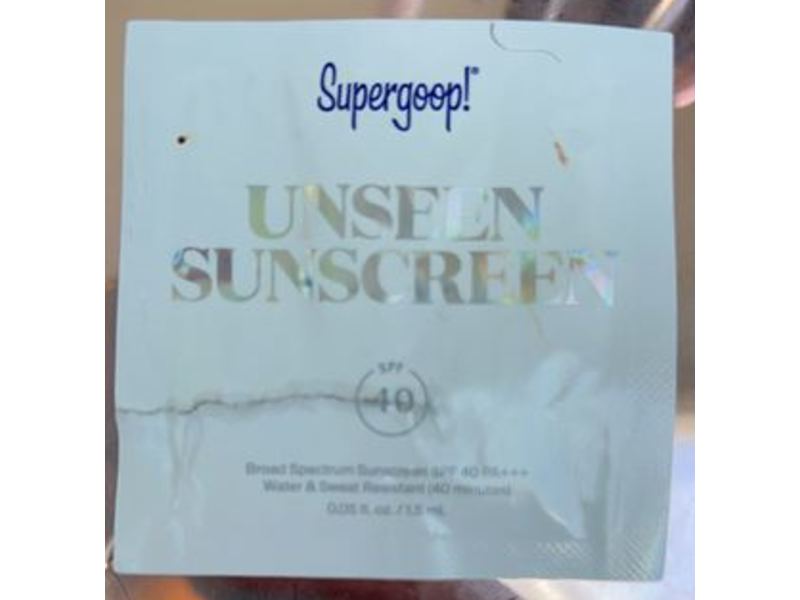 Supergoop!®
UNSEEN
SUNSCREEN
SPF
40
Broad Spectrum Sunscreen SPF 40 PA+++
Water & Sweat Resistant (40 minutes)
0.05 fl. oz. / 1.5 mL